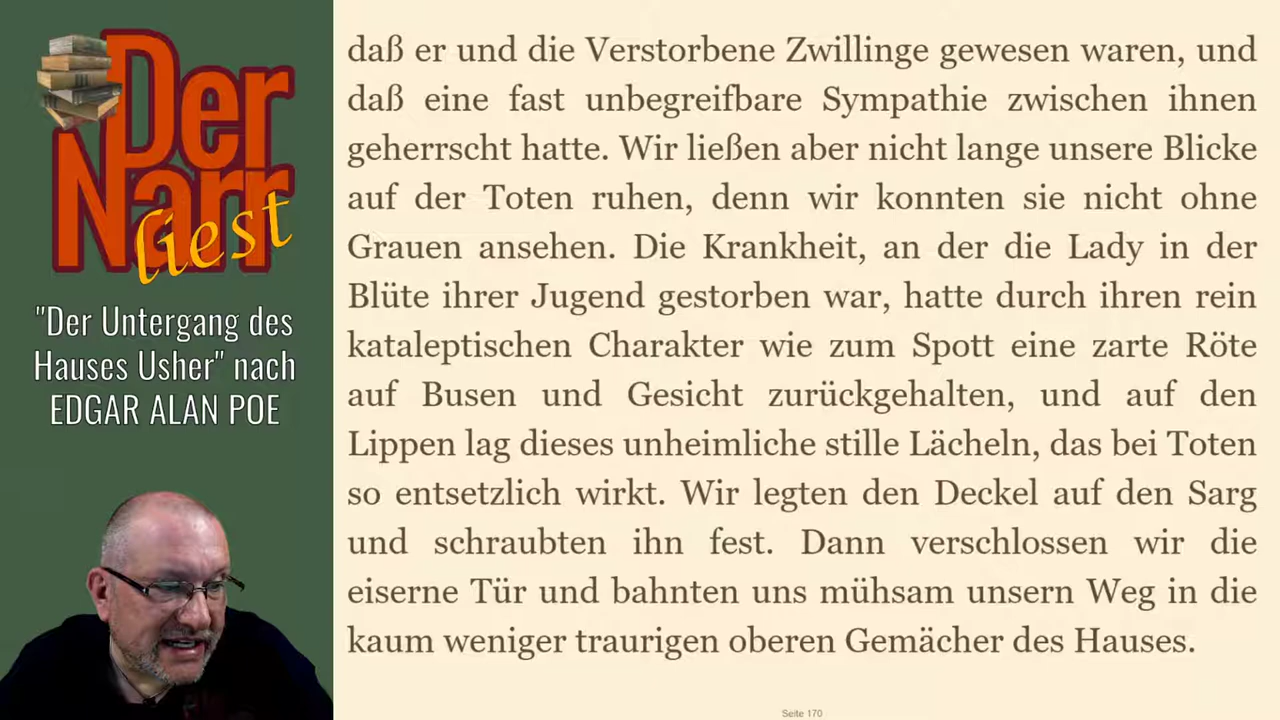 Der
Narr
liest
"Der Untergang des
Hauses Usher" nach
EDGAR ALAN POE
daß er und die Verstorbene Zwillinge gewesen waren, und
daß eine fast unbegreifbare Sympathie zwischen ihnen
geherrscht hatte. Wir ließen aber nicht lange unsere Blicke
auf der Toten ruhen, denn wir konnten sie nicht ohne
Grauen ansehen. Die Krankheit, an der die Lady in der
Blüte ihrer Jugend gestorben war, hatte durch ihren rein
kataleptischen Charakter wie zum Spott eine zarte Röte
auf Busen und Gesicht zurückgehalten, und auf den
Lippen lag dieses unheimliche stille Lächeln, das bei Toten
so entsetzlich wirkt. Wir legten den Deckel auf den Sarg
und schraubten ihn fest. Dann verschlossen wir die
eiserne Tür und bahnten uns mühsam unsern Weg in die
kaum weniger traurigen oberen Gemächer des Hauses.
Seite 170